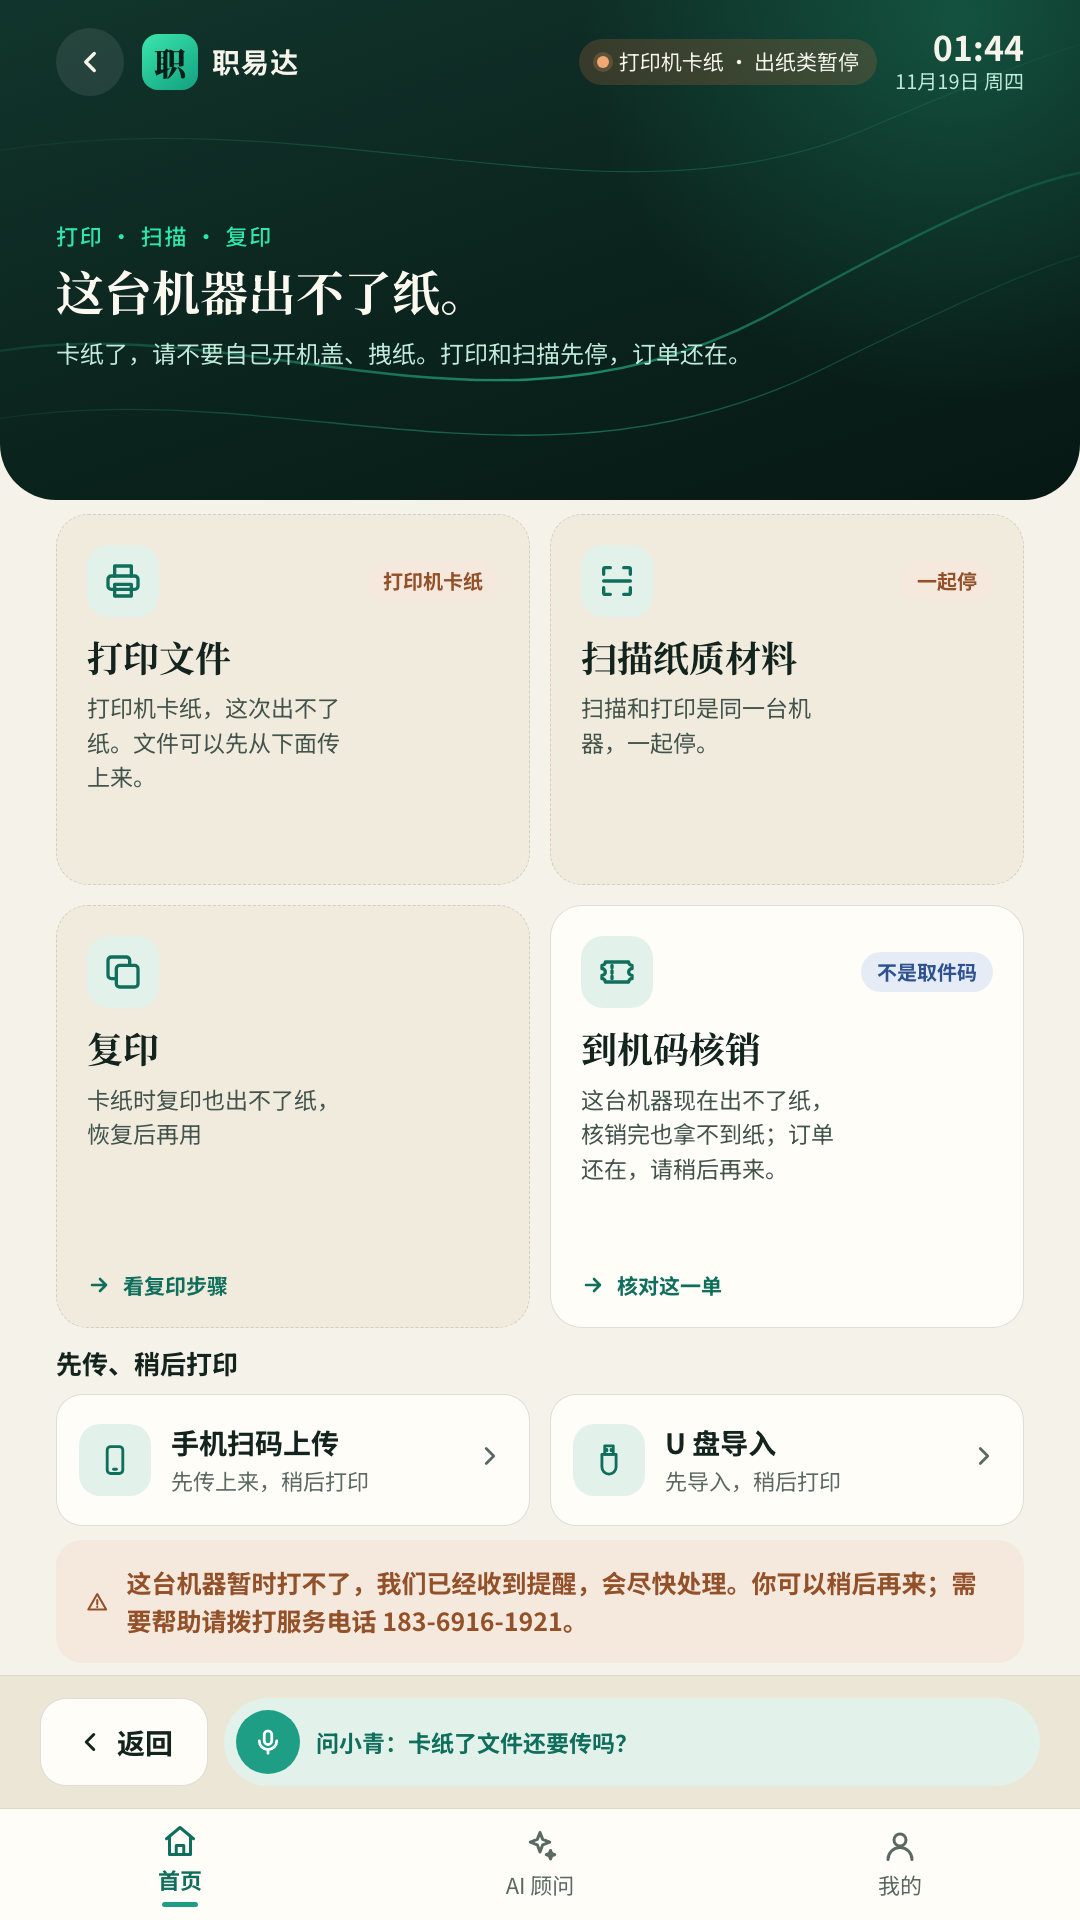 职 职易达
打印机卡纸 · 出纸类暂停
01:44
11月19日 周四
打印 · 扫描 · 复印
这台机器出不了纸。
卡纸了，请不要自己开机盖、拽纸。打印和扫描先停，订单还在。
打印机卡纸
打印文件
打印机卡纸，这次出不了
纸。文件可以先从下面传
上来。
一起停
扫描纸质材料
扫描和打印是同一台机
器，一起停。
复印
卡纸时复印也出不了纸，
恢复后再用
看复印步骤
不是取件码
到机码核销
这台机器现在出不了纸，
核销完也拿不到纸；订单
还在，请稍后再来。
核对这一单
先传、稍后打印
手机扫码上传
先传上来，稍后打印
U 盘导入
先导入，稍后打印
这台机器暂时打不了，我们已经收到提醒，会尽快处理。你可以稍后再来；需
要帮助请拨打服务电话 183-6916-1921。
返回
问小青：卡纸了文件还要传吗？
首页
AI 顾问
我的